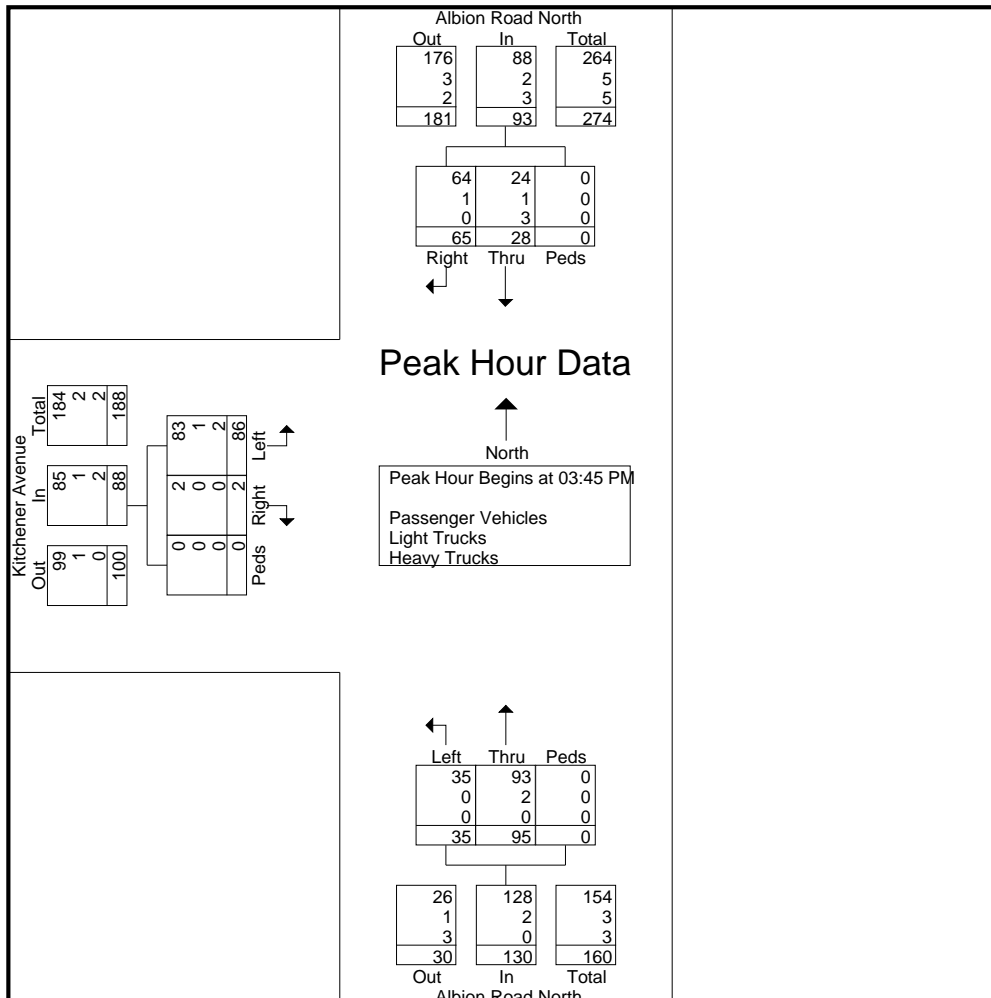 Albion Road North
Out In Total
176 88 264
3 2 5
2 3 5
181 93 274
64 24 0
1 1 0
0 3 0
65 28 0
Right Thru Peds
Peak Hour Data
North
Peak Hour Begins at 03:45 PM
Passenger Vehicles
Light Trucks
Heavy Trucks
Kitchener Avenue
Out In Total
99 85 184
1 1 2
0 2 2
100 88 188
0 2 83
0 0 1
0 0 2
0 2 86
Peds Right Left
Left Thru Peds
35 93 0
0 2 0
0 0 0
35 95 0
26 128 154
1 2 3
3 0 3
30 130 160
Out In Total
Albion Road North